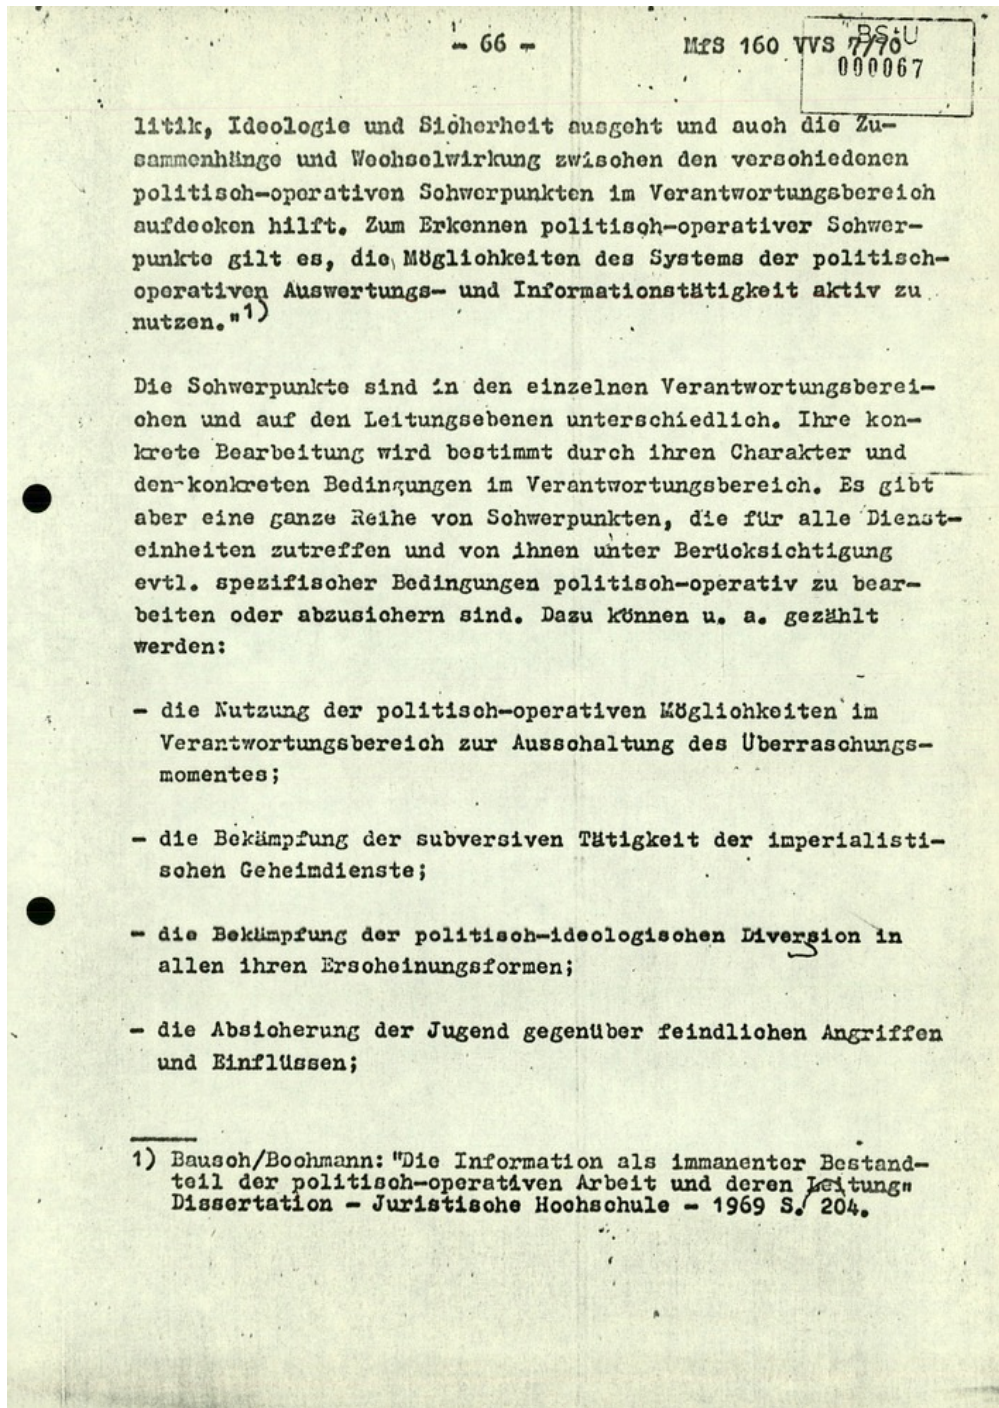 - 66 -
MfS 160 VVS 7/70
BStU
000067
litik, Ideologie und Sicherheit ausgeht und auch die Zu-
sammenhänge und Wechselwirkung zwischen den verschiedenen
politisch-operativen Schwerpunkten im Verantwortungsbereich
aufdecken hilft. Zum Erkennen politisch-operativer Schwer-
punkte gilt es, die Möglichkeiten des Systems der politisch-
operativen Auswertungs- und Informationstätigkeit aktiv zu
nutzen."1)
Die Schwerpunkte sind in den einzelnen Verantwortungsberei-
chen und auf den Leitungsebenen unterschiedlich. Ihre kon-
krete Bearbeitung wird bestimmt durch ihren Charakter und
den konkreten Bedingungen im Verantwortungsbereich. Es gibt
aber eine ganze Reihe von Schwerpunkten, die für alle Dienst-
einheiten zutreffen und von ihnen unter Berücksichtigung
evtl. spezifischer Bedingungen politisch-operativ zu bear-
beiten oder abzusichern sind. Dazu können u. a. gezählt
werden:
- die Nutzung der politisch-operativen Möglichkeiten im
Verantwortungsbereich zur Ausschaltung des Überraschungs-
momentes;
- die Bekämpfung der subversiven Tätigkeit der imperialisti-
schen Geheimdienste;
- die Bekämpfung der politisch-ideologischen Diversion in
allen ihren Erscheinungsformen;
- die Absicherung der Jugend gegenüber feindlichen Angriffen
und Einflüssen;
1) Bausch/Bochmann: "Die Information als immanenter Bestand-
teil der politisch-operativen Arbeit und deren Leitung"
Dissertation - Juristische Hochschule - 1969 S. 204.